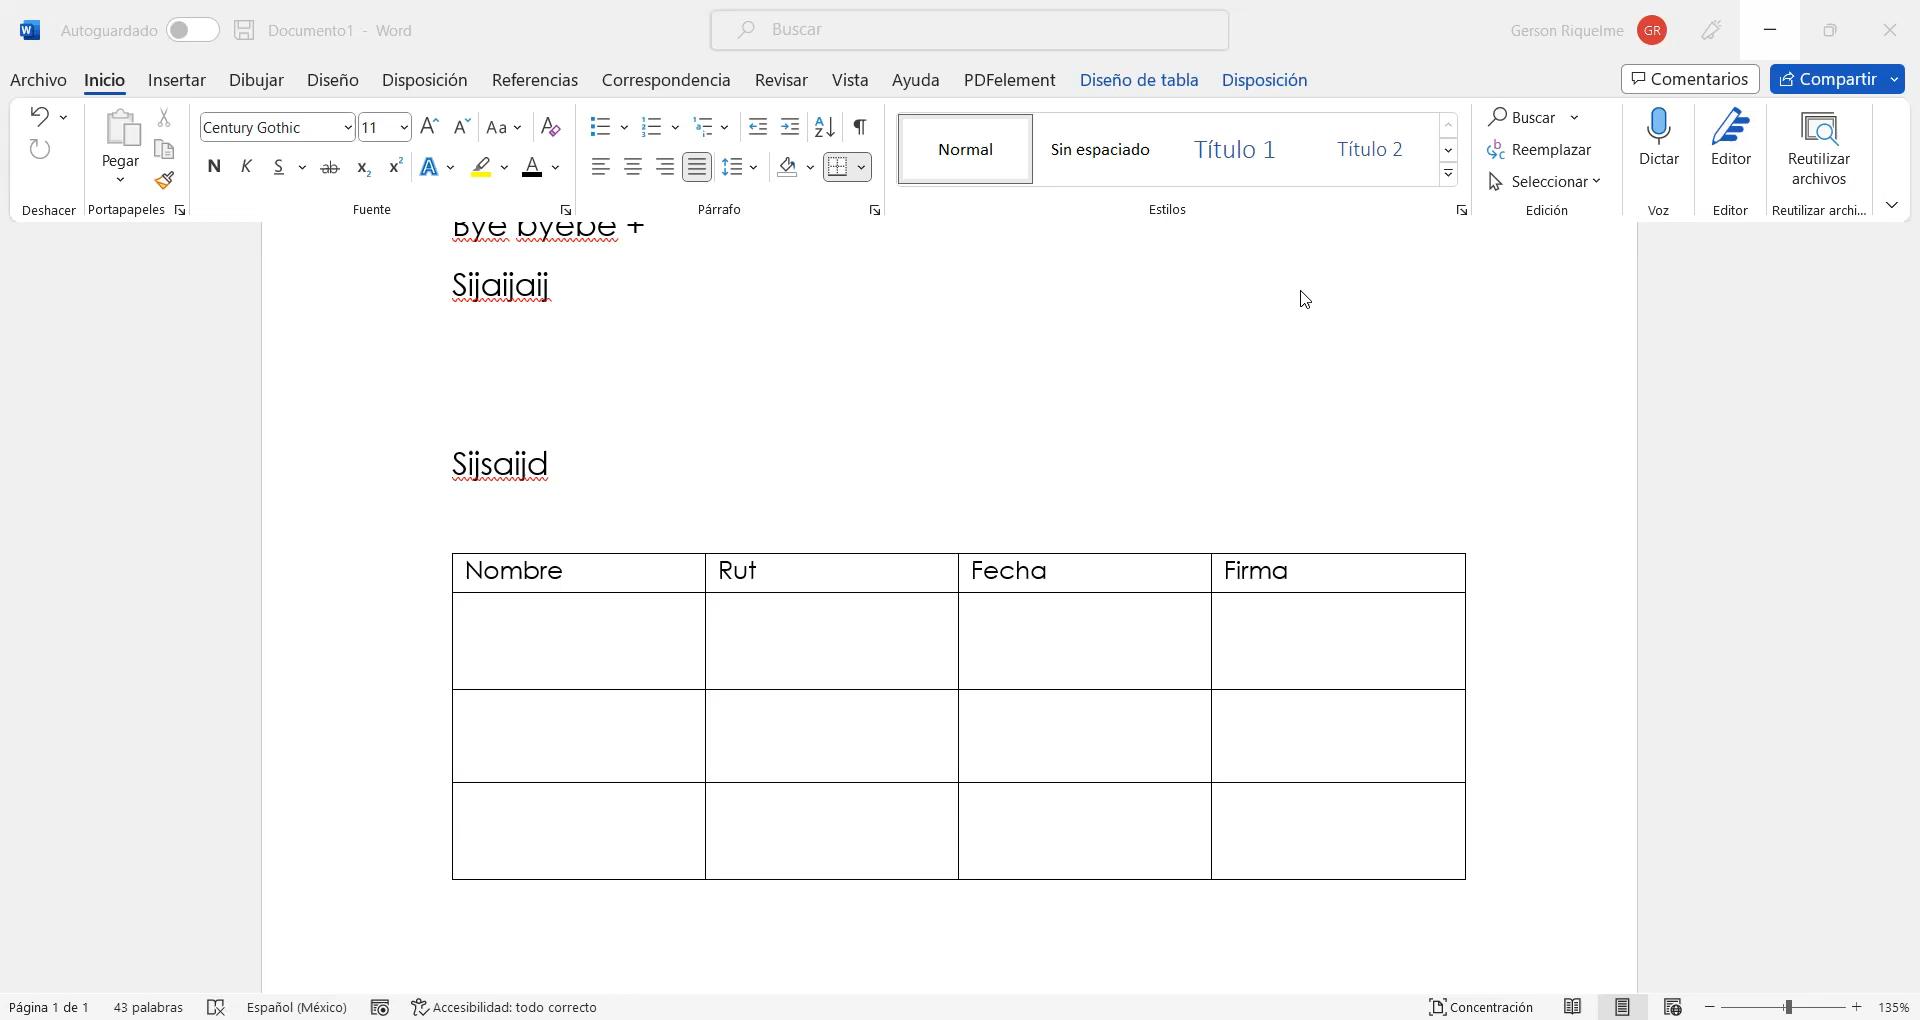 Autoguardado
Documento1 - Word
Buscar
Gerson Riquelme GR
Archivo Inicio Insertar Dibujar Diseño Disposición Referencias Correspondencia Revisar Vista Ayuda PDFelement Diseño de tabla Disposición Comentarios Compartir
Century Gothic 11
Pegar
Normal Sin espaciado Título 1 Título 2
Buscar
Reemplazar
Seleccionar
Dictar
Editor
Reutilizar archivos
Deshacer Portapapeles Fuente Párrafo Estilos Edición Voz Editor Reutilizar archi...
Bye byebe +
Sijaijaij
Sijsaijd
Nombre Rut Fecha Firma
Página 1 de 1 43 palabras Español (México) Accesibilidad: todo correcto Concentración 135%